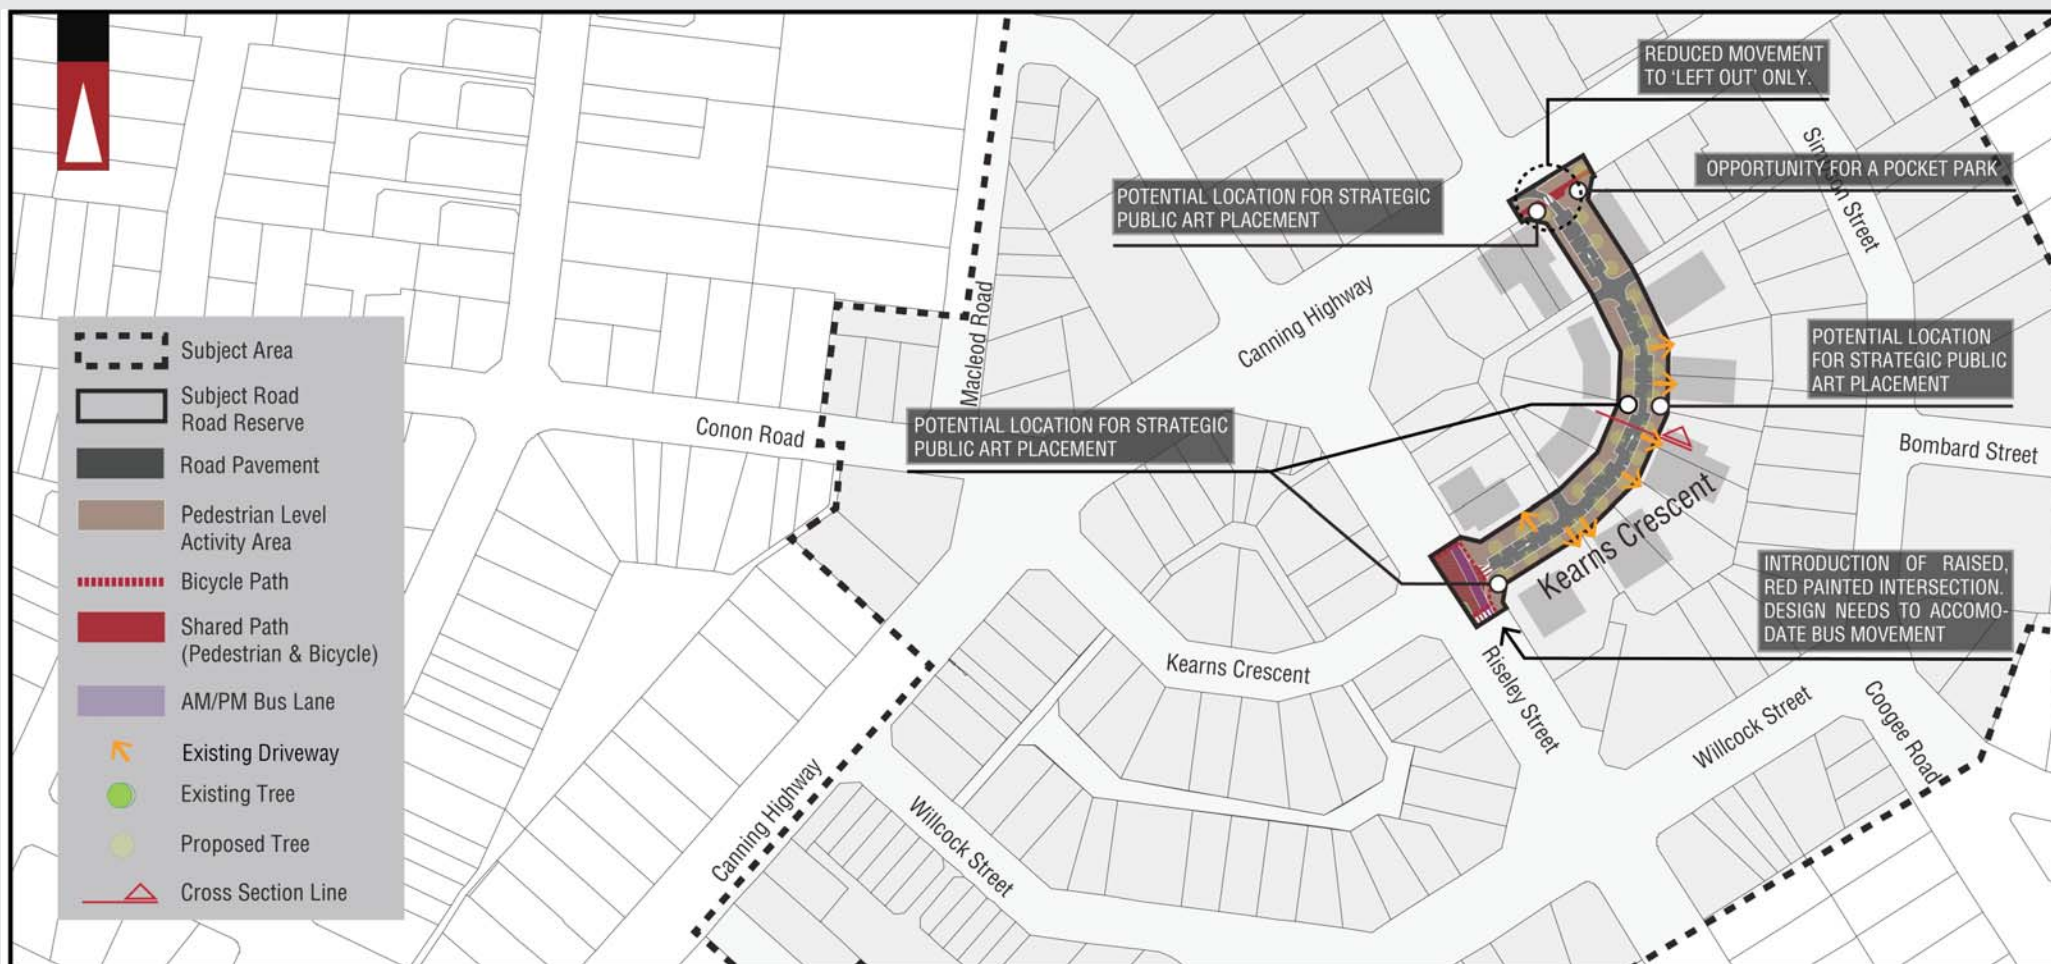 REDUCED MOVEMENT
TO ‘LEFT OUT’ ONLY.
OPPORTUNITY FOR A POCKET PARK
POTENTIAL LOCATION FOR STRATEGIC
PUBLIC ART PLACEMENT
POTENTIAL LOCATION
FOR STRATEGIC PUBLIC
ART PLACEMENT
POTENTIAL LOCATION FOR STRATEGIC
PUBLIC ART PLACEMENT
INTRODUCTION OF RAISED,
RED PAINTED INTERSECTION.
DESIGN NEEDS TO ACCOMO-
DATE BUS MOVEMENT
Simpson Street
Canning Highway
Macleod Road
Conon Road
Bombard Street
Kearns Crescent
Kearns Crescent
Riseley Street
Willcock Street
Coogee Road
Canning Highway
Willcock Street
Subject Area
Subject Road
Road Reserve
Road Pavement
Pedestrian Level
Activity Area
Bicycle Path
Shared Path
(Pedestrian & Bicycle)
AM/PM Bus Lane
Existing Driveway
Existing Tree
Proposed Tree
Cross Section Line